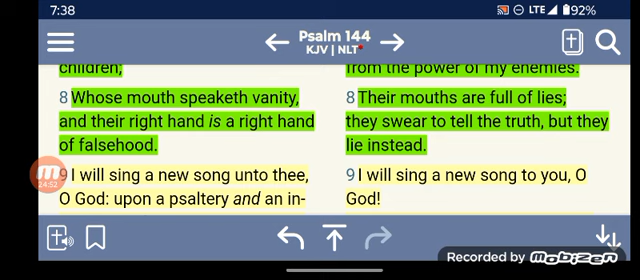 7:38
LTE 92%
Psalm 144
KJV | NLT
children;
8 Whose mouth speaketh vanity,
and their right hand is a right hand
of falsehood.
9 I will sing a new song unto thee,
O God: upon a psaltery and an in-
from the power of my enemies.
8 Their mouths are full of lies;
they swear to tell the truth, but they
lie instead.
9 I will sing a new song to you, O
God!
24:52
Recorded by Mobizen